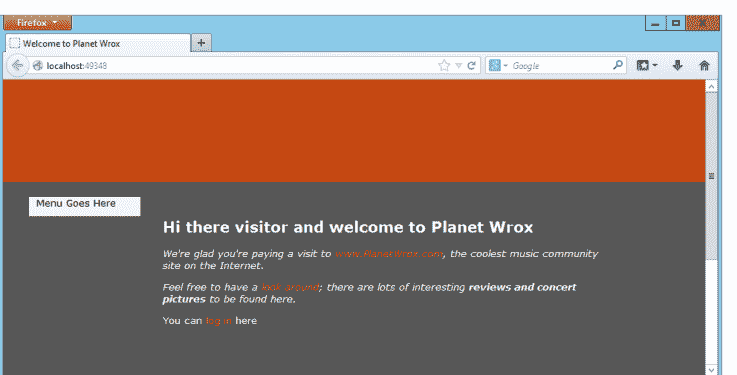 Firefox
Welcome to Planet Wrox
localhost:49348
Google
Menu Goes Here
Hi there visitor and welcome to Planet Wrox
We're glad you're paying a visit to www.PlanetWrox.com, the coolest music community
site on the Internet.
Feel free to have a look around; there are lots of interesting reviews and concert
pictures to be found here.
You can log in here